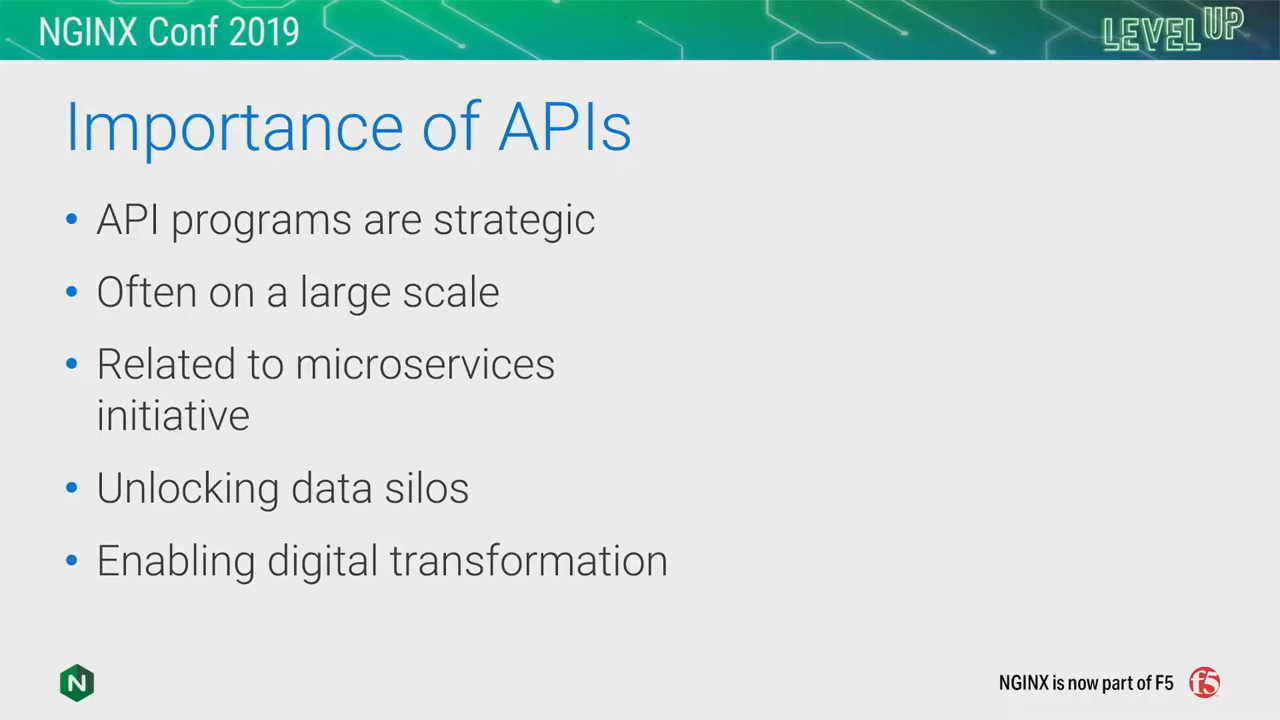 NGINX Conf 2019
LEVEL UP
Importance of APIs
• API programs are strategic
• Often on a large scale
• Related to microservices
initiative
• Unlocking data silos
• Enabling digital transformation
N
NGINX is now part of F5
f5